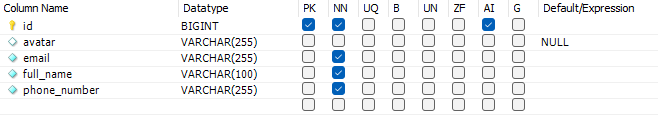 Column Name Datatype PK NN UQ B UN ZF AI G Default/Expression
id BIGINT
avatar VARCHAR(255) NULL
email VARCHAR(255)
full_name VARCHAR(100)
phone_number VARCHAR(255)